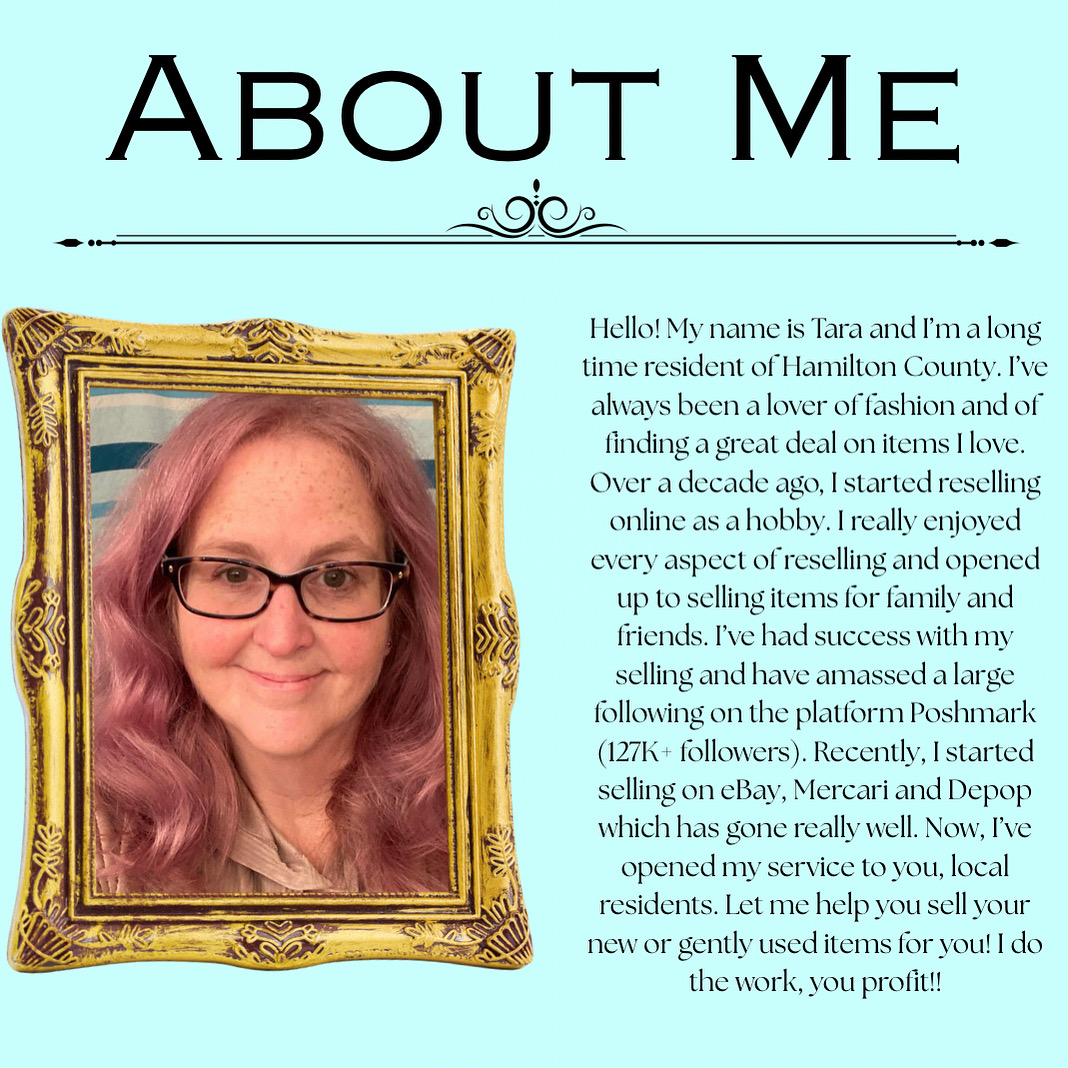 About Me
Hello! My name is Tara and I'm a long
time resident of Hamilton County. I've
always been a lover of fashion and of
finding a great deal on items I love.
Over a decade ago, I started reselling
online as a hobby. I really enjoyed
every aspect of reselling and opened
up to selling items for family and
friends. I've had success with my
selling and have amassed a large
following on the platform Poshmark
(127K+ followers). Recently, I started
selling on eBay, Mercari and Depop
which has gone really well. Now, I've
opened my service to you, local
residents. Let me help you sell your
new or gently used items for you! I do
the work, you profit!!